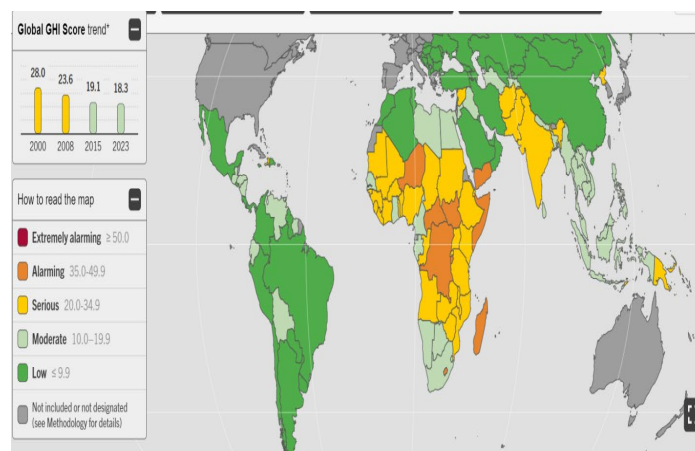 Global GHI Score trend*
28.0
23.6
19.1
18.3
2000
2008
2015
2023
How to read the map
Extremely alarming ≥ 50.0
Alarming 35.0-49.9
Serious 20.0-34.9
Moderate 10.0–19.9
Low ≤ 9.9
Not included or not designated
(see Methodology for details)